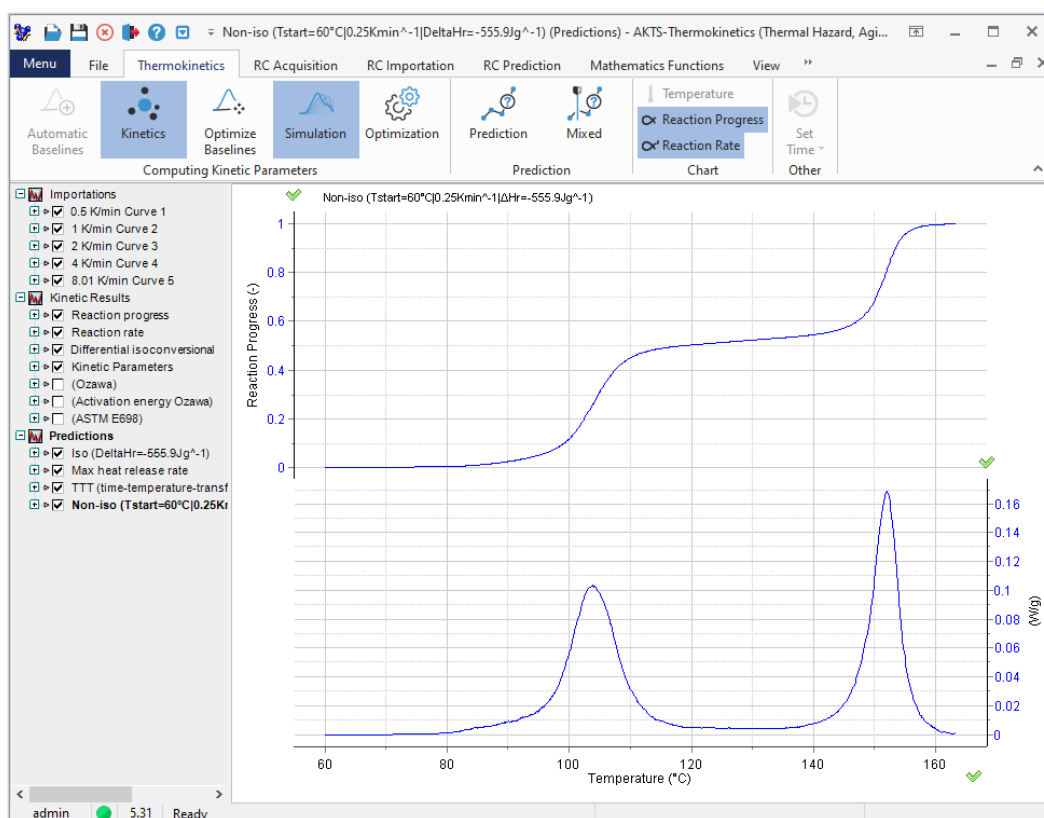 Non-iso (Tstart=60°C|0.25Kmin^-1|DeltaHr=-555.9Jg^-1) (Predictions) - AKTS-Thermokinetics (Thermal Hazard, Agi...
Menu File Thermokinetics RC Acquisition RC Importation RC Prediction Mathematics Functions View
Automatic Baselines
Kinetics
Optimize Baselines
Simulation
Optimization
Prediction
Mixed
Temperature
α Reaction Progress
α' Reaction Rate
Set Time
Computing Kinetic Parameters Prediction Chart Other
Importations
0.5 K/min Curve 1
1 K/min Curve 2
2 K/min Curve 3
4 K/min Curve 4
8.01 K/min Curve 5
Kinetic Results
Reaction progress
Reaction rate
Differential isoconversional
Kinetic Parameters
(Ozawa)
(Activation energy Ozawa)
(ASTM E698)
Predictions
Iso (DeltaHr=-555.9Jg^-1)
Max heat release rate
TTT (time-temperature-transf
Non-iso (Tstart=60°C|0.25Kr
Non-iso (Tstart=60°C|0.25Kmin^-1|ΔHr=-555.9Jg^-1)
Reaction Progress (-)
1
0.8
0.6
0.4
0.2
0
0.16
0.14
0.12
0.1
0.08
0.06
0.04
0.02
0
(W/g)
60 80 100 120 140 160
Temperature (°C)
admin 5.31 Ready